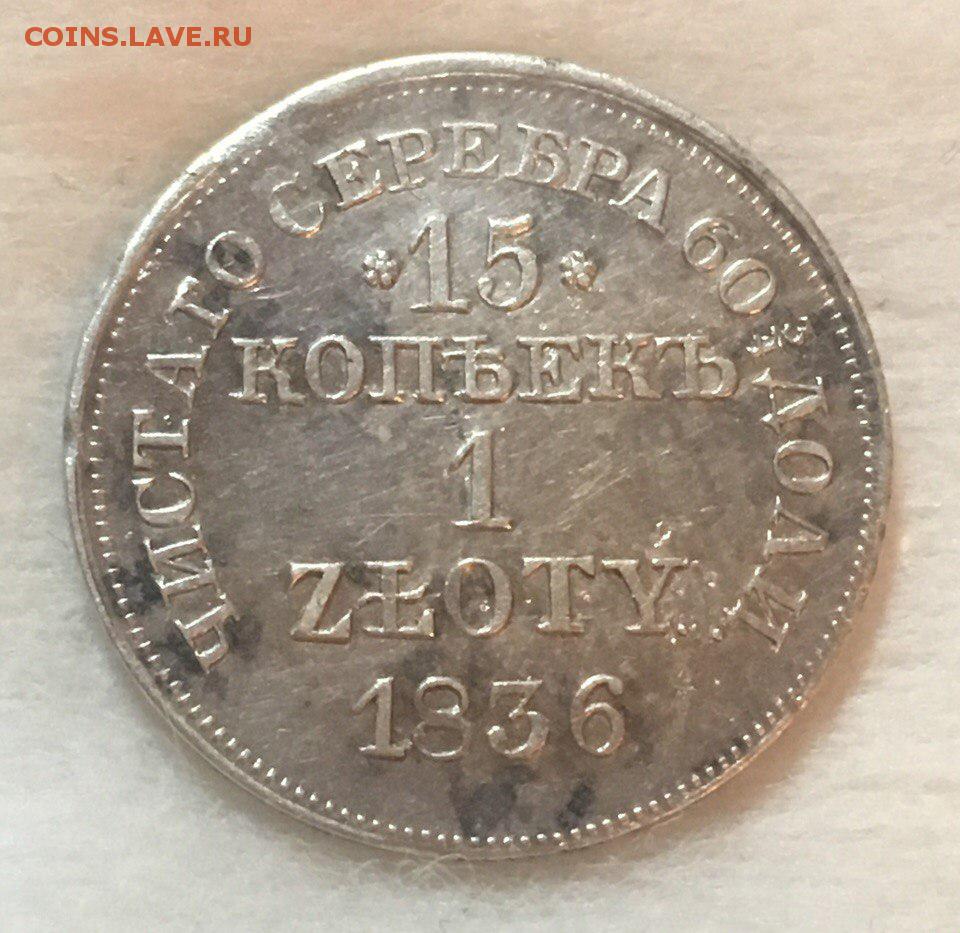 COINS.LAVE.RU
ЧИСТАГО СЕРЕБРА 60 ДОЛИ
15
КОПѢЕКЪ
1
ZŁOTY
1836